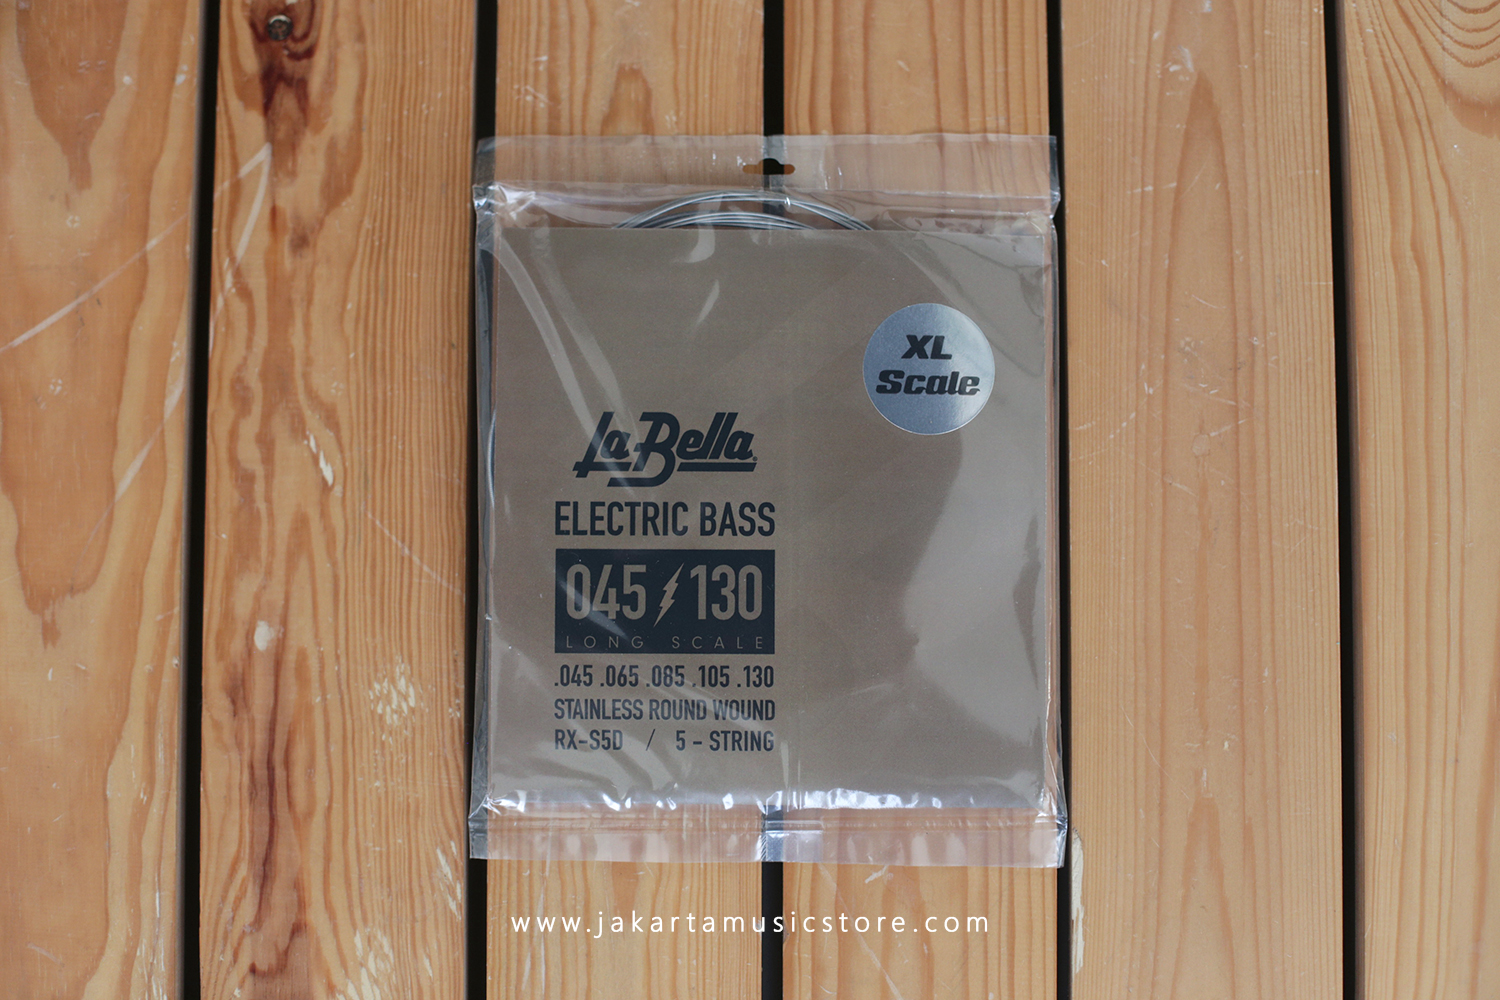 XL
Scale
La Bella
ELECTRIC BASS
045 130
LONG SCALE
.045 .065 .085 .105 .130
STAINLESS ROUND WOUND
RX-S5D / 5 - STRING
www.jakartamusicstore.com